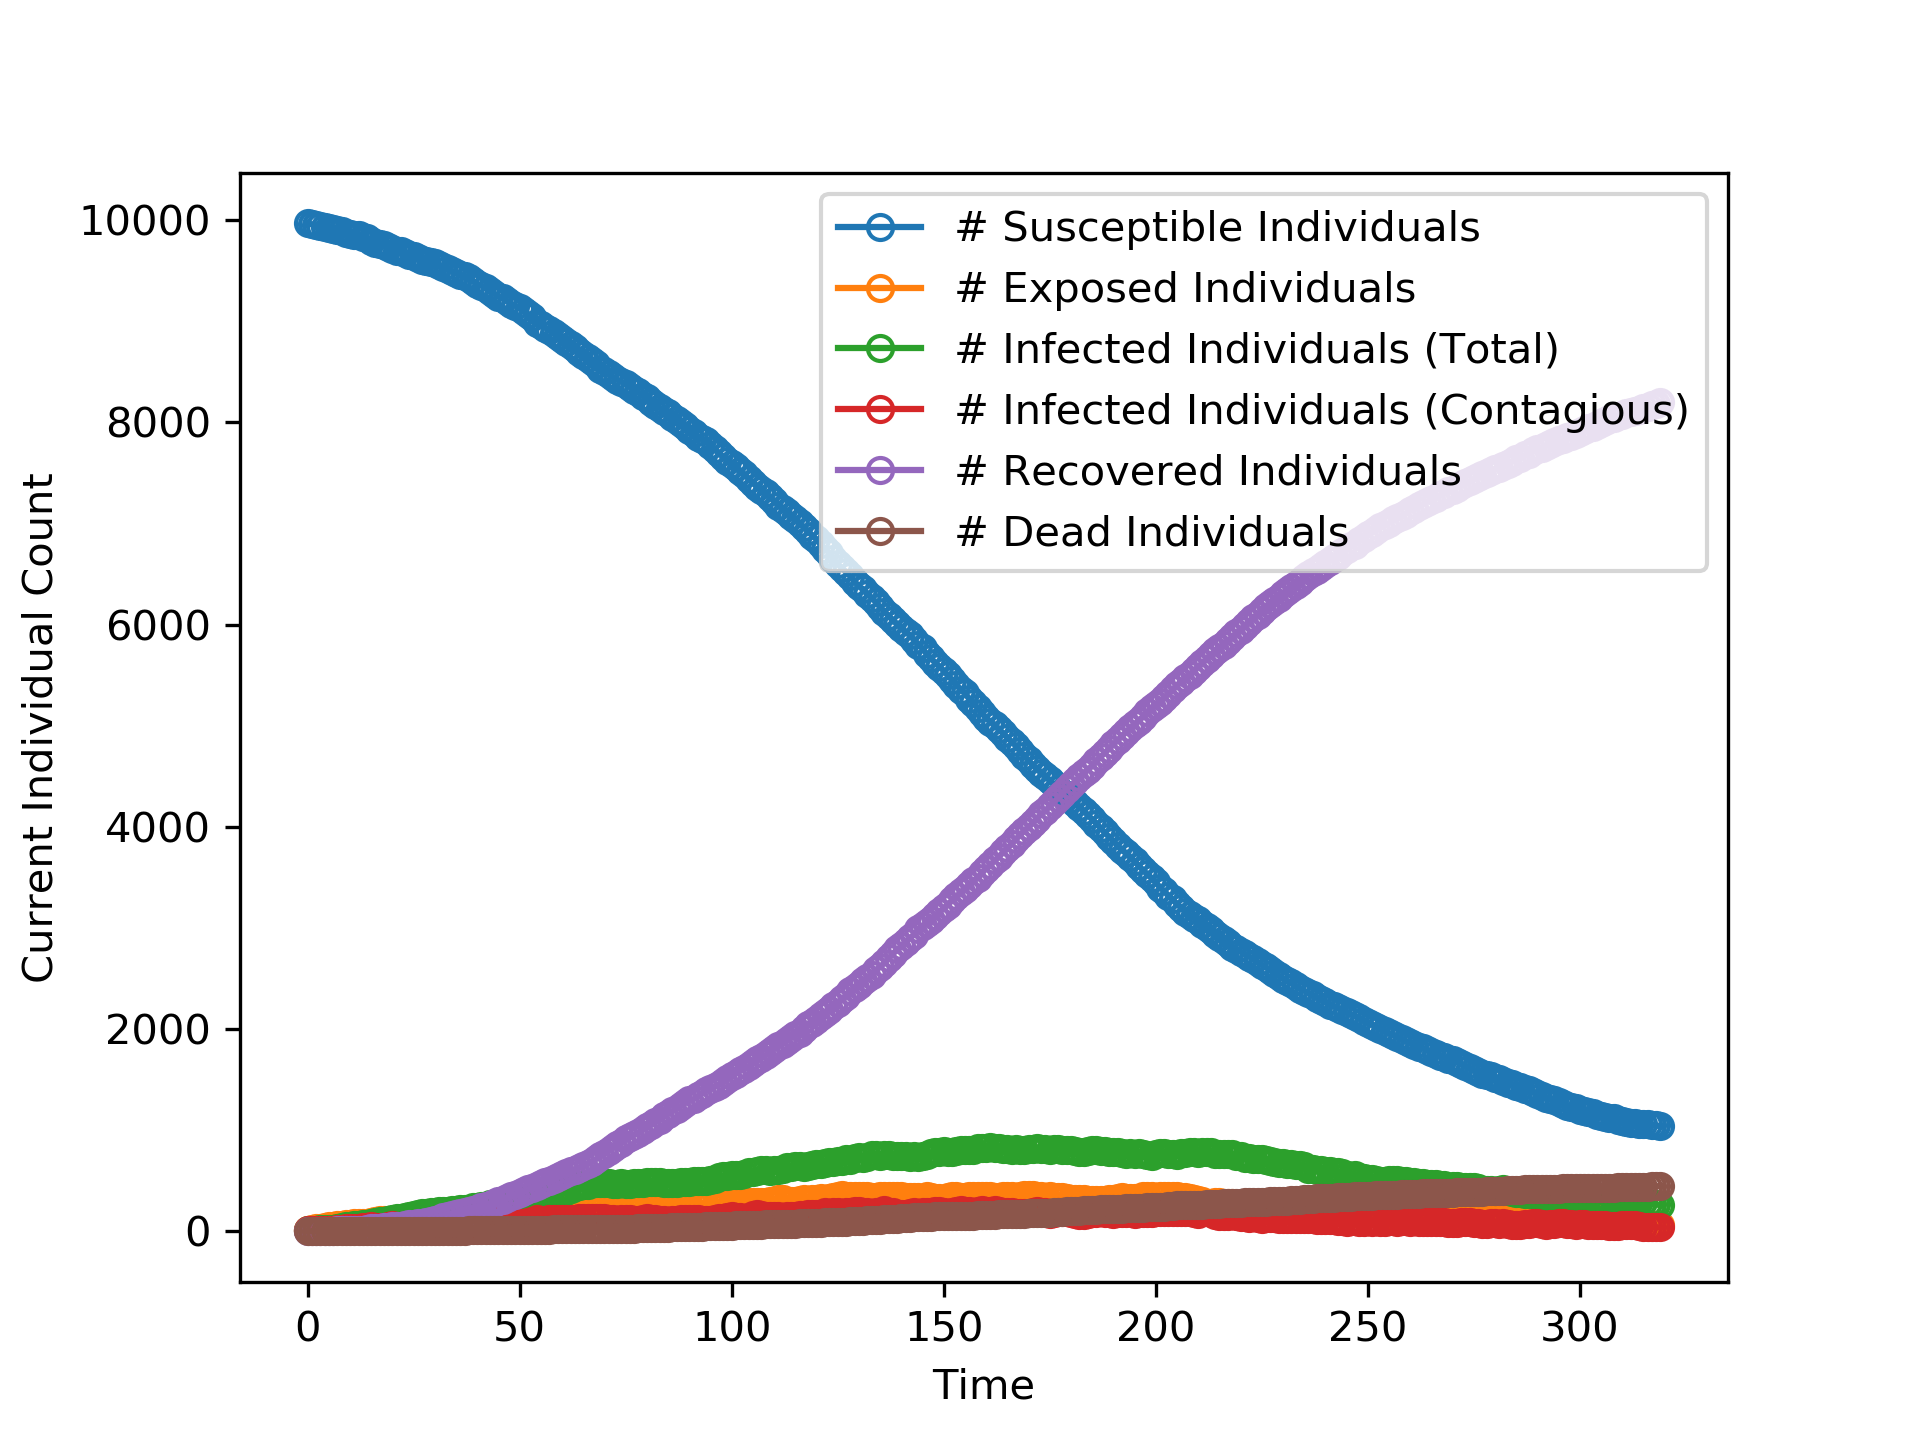 10000
8000
6000
4000
2000
0
Current Individual Count
# Susceptible Individuals
# Exposed Individuals
# Infected Individuals (Total)
# Infected Individuals (Contagious)
# Recovered Individuals
# Dead Individuals
0 50 100 150 200 250 300
Time